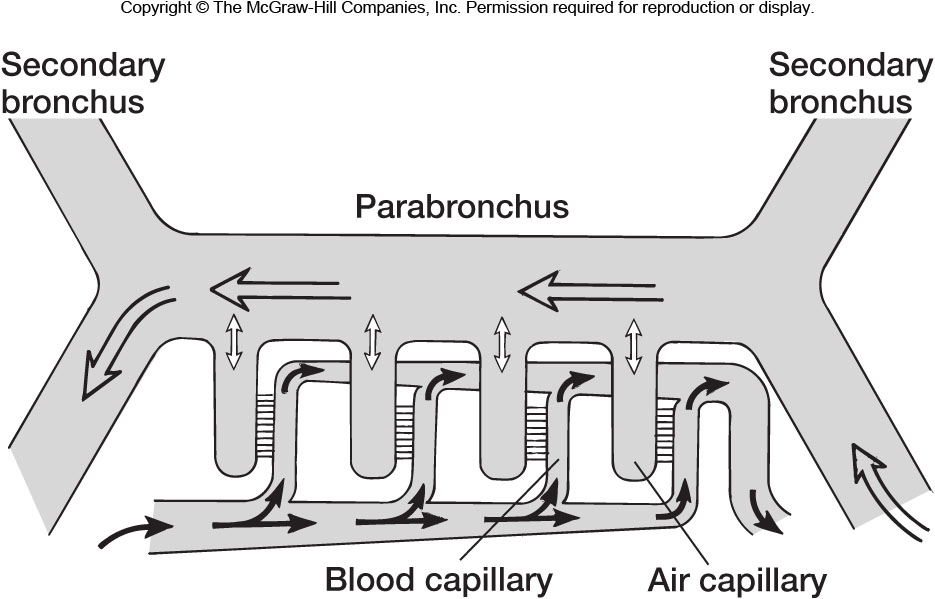 Copyright © The McGraw-Hill Companies, Inc. Permission required for reproduction or display.
Secondary
bronchus
Secondary
bronchus
Parabronchus
Blood capillary
Air capillary